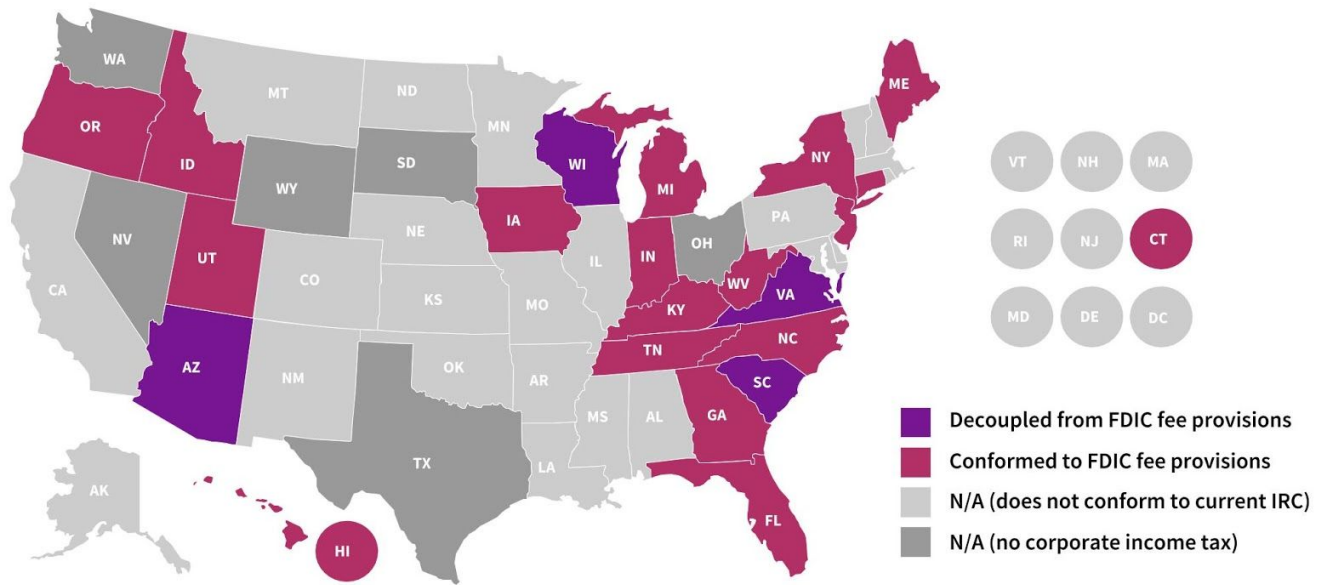 WA
MT
ND
MN
OR
ID
WY
SD
WI
MI
NY
ME
NV
UT
CO
NE
IA
IL
IN
OH
PA
CA
KS
MO
KY
WV
VA
AZ
NM
OK
AR
TN
NC
SC
TX
LA
MS
AL
GA
FL
AK
HI
VT NH MA
RI NJ CT
MD DE DC
Decoupled from FDIC fee provisions
Conformed to FDIC fee provisions
N/A (does not conform to current IRC)
N/A (no corporate income tax)